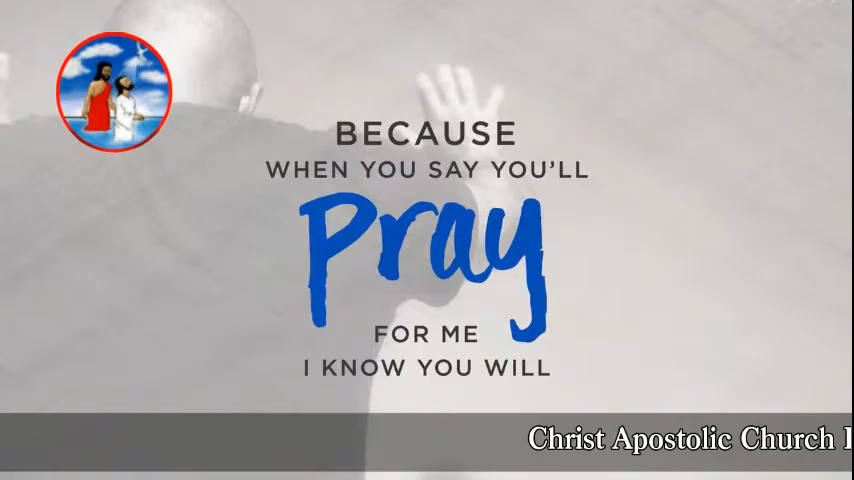 BECAUSE
WHEN YOU SAY YOU'LL
Pray
FOR ME
I KNOW YOU WILL
Christ Apostolic Church